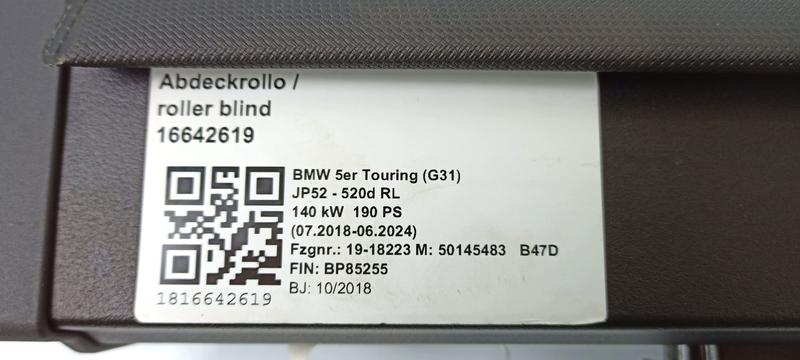 Abdeckrollo /
roller blind
16642619
BMW 5er Touring (G31)
JP52 - 520d RL
140 kW 190 PS
(07.2018-06.2024)
Fzgnr.: 19-18223 M: 50145483 B47D
FIN: BP85255
BJ: 10/2018
1816642619